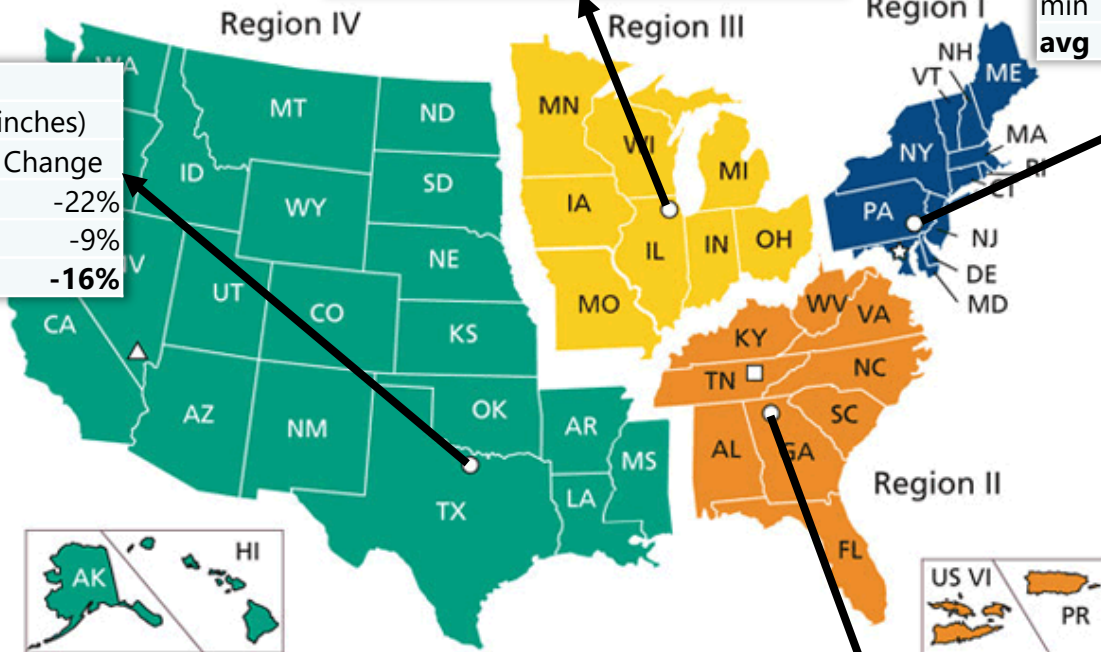 Region IV
Region III
Region I
min
avg
inches)
Change
-22%
-9%
-16%
WA
MT
ND
ID
SD
WY
NE
UT
CO
KS
CA
AZ
NM
OK
TX
AR
LA
MS
MN
WI
MI
IA
IL
IN
OH
MO
NH
VT
ME
NY
MA
RI
CT
PA
NJ
DE
MD
WV
VA
KY
TN
NC
SC
AL
GA
FL
Region II
AK
HI
US VI
PR